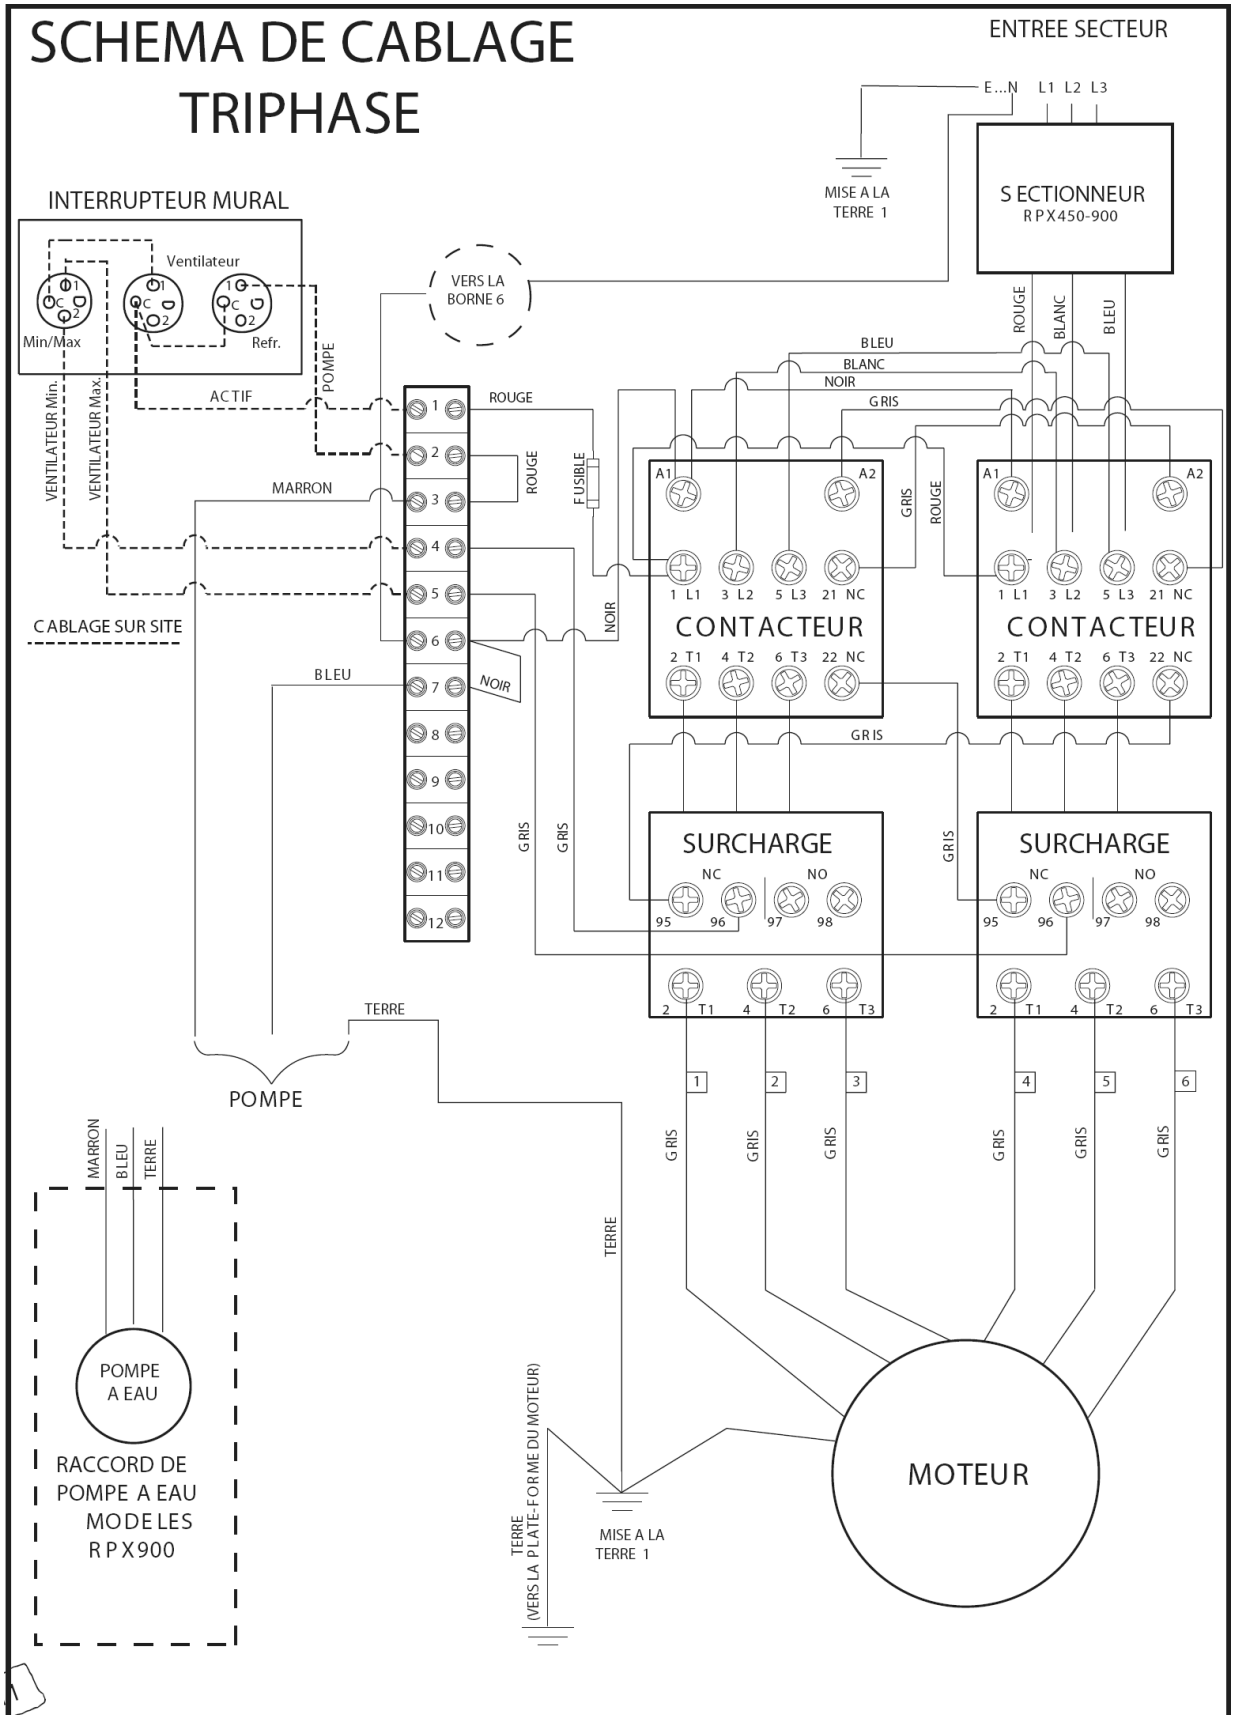 SCHEMA DE CABLAGE
TRIPHASE
ENTREE SECTEUR
E...N L1 L2 L3
MISE A LA
TERRE 1
SECTIONNEUR
RPX450-900
INTERRUPTEUR MURAL
Ventilateur
1
C
2
1
C
2
1
C
2
Min/Max
Refr.
VERS LA
BORNE 6
ROUGE
BLANC
BLEU
VENTILATEUR Min.
VENTILATEUR Max.
POMPE
ACTIF
MARRON
CABLAGE SUR SITE
BLEU
1
2
3
4
5
6
7
8
9
10
11
12
ROUGE
ROUGE
FUSIBLE
NOIR
NOIR
GRIS
GRIS
BLEU
BLANC
NOIR
GRIS
GRIS
ROUGE
A1 A2
1 L1 3 L2 5 L3 21 NC
CONTACTEUR
2 T1 4 T2 6 T3 22 NC
A1 A2
1 L1 3 L2 5 L3 21 NC
CONTACTEUR
2 T1 4 T2 6 T3 22 NC
GRIS
GRIS
SURCHARGE
NC NO
95 96 97 98
2 T1 4 T2 6 T3
SURCHARGE
NC NO
95 96 97 98
2 T1 4 T2 6 T3
1 2 3 4 5 6
GRIS GRIS GRIS GRIS GRIS GRIS
TERRE
POMPE
MARRON
BLEU
TERRE
POMPE
A EAU
RACCORD DE
POMPE A EAU
MODELES
RPX900
TERRE
TERRE
(VERS LA PLATE-FORME DU MOTEUR)
MISE A LA
TERRE 1
MOTEUR